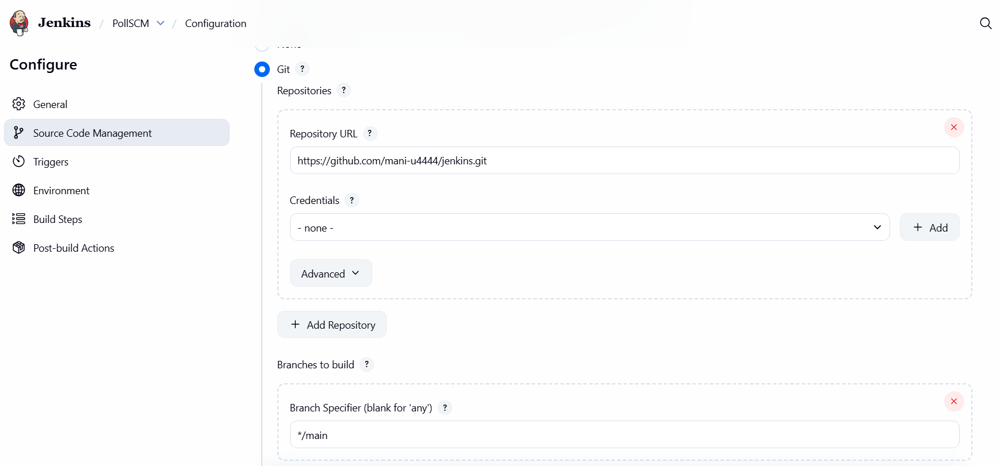 Jenkins / PollSCM / Configuration
Configure
General
Source Code Management
Triggers
Environment
Build Steps
Post-build Actions
Git ?
Repositories ?
Repository URL ?
https://github.com/mani-u4444/jenkins.git
Credentials ?
- none -
+ Add
Advanced
+ Add Repository
Branches to build ?
Branch Specifier (blank for 'any') ?
*/main